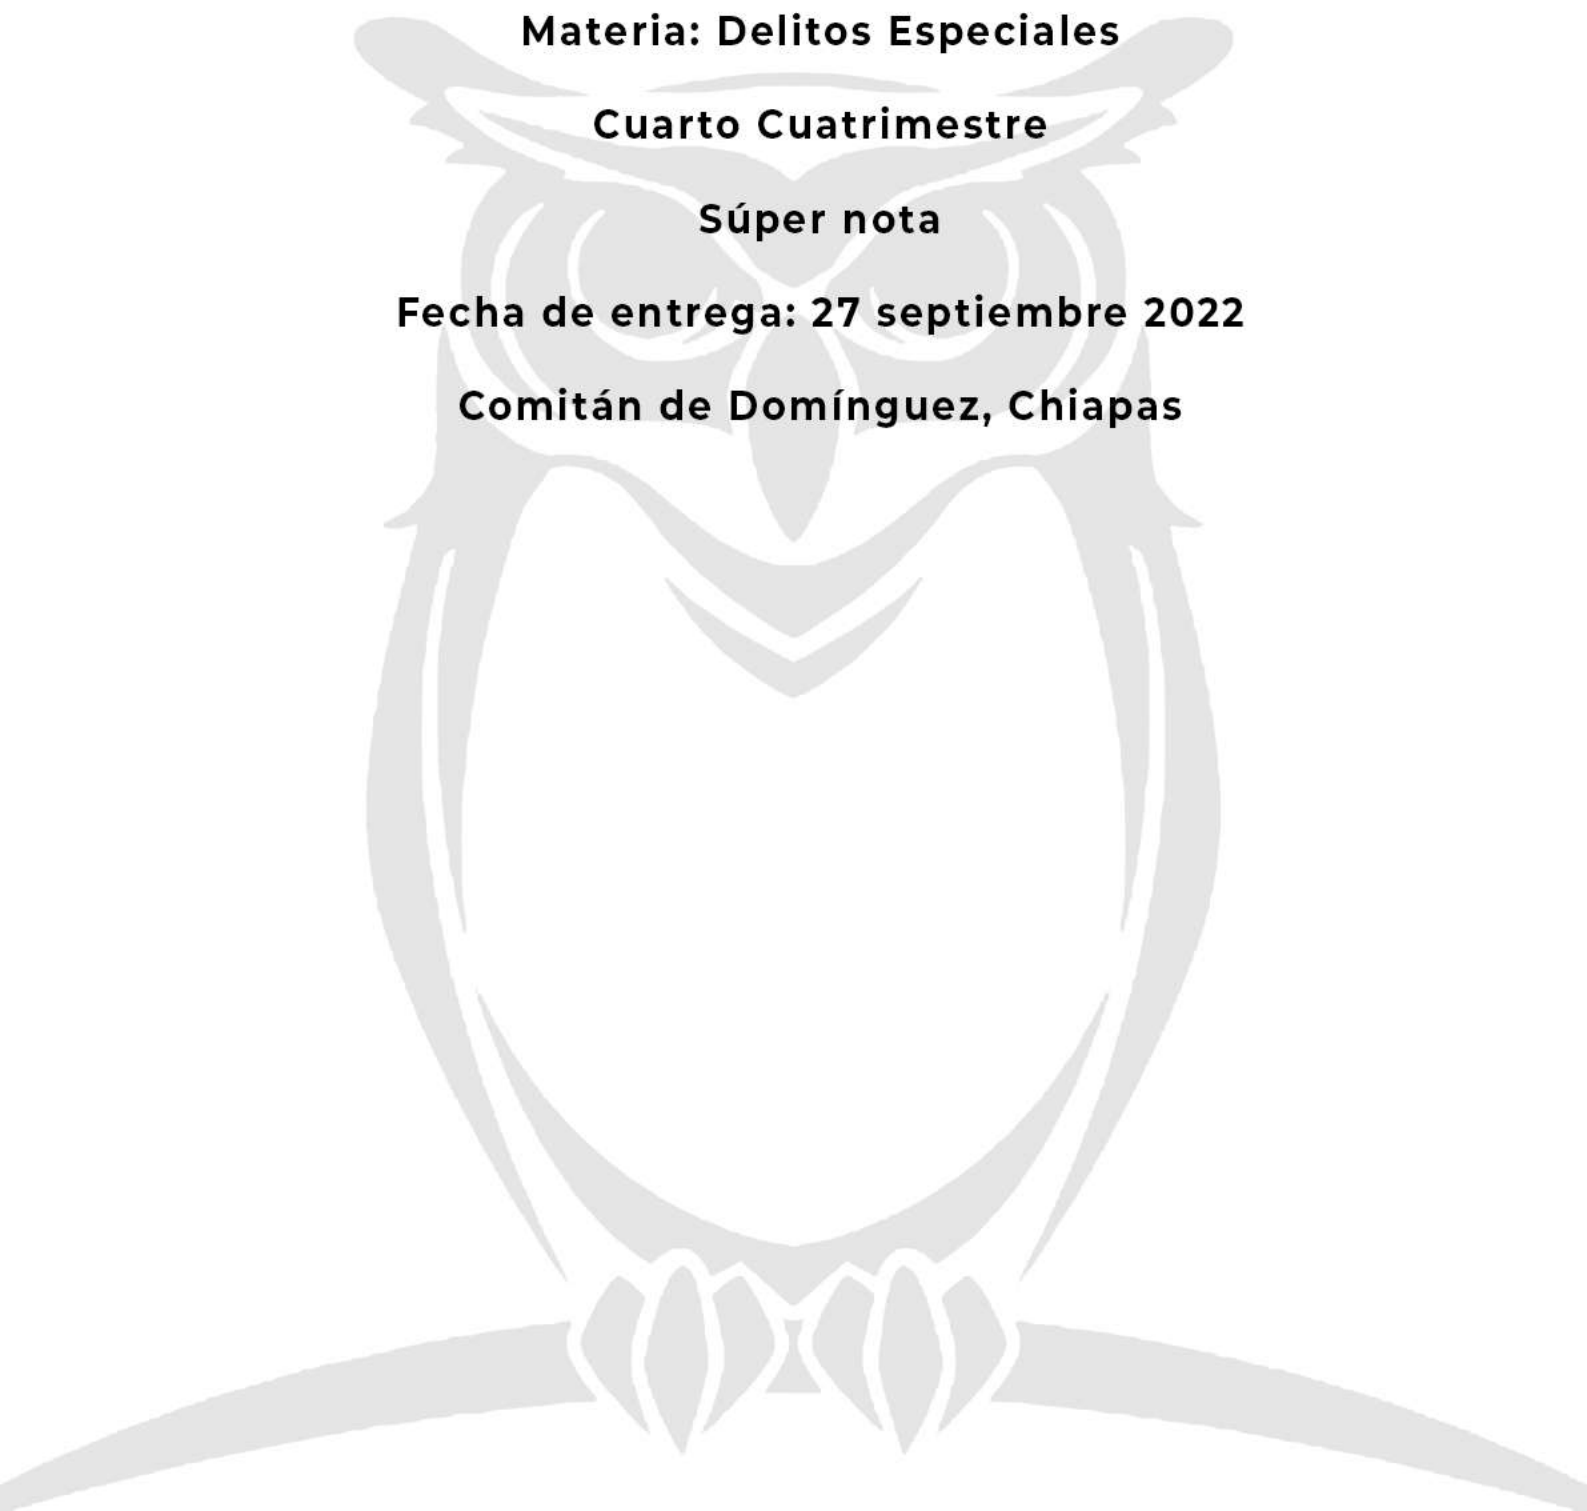 Materia: Delitos Especiales
Cuarto Cuatrimestre
Súper nota
Fecha de entrega: 27 septiembre 2022
Comitán de Domínguez, Chiapas